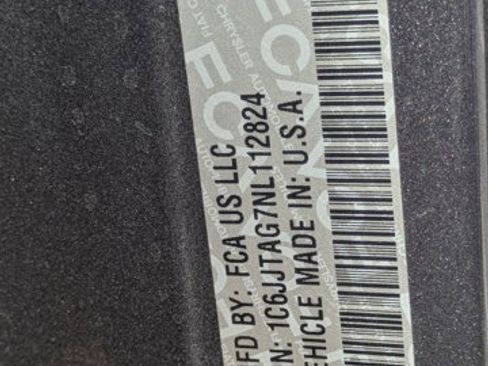 FD BY: FCA US LLC
N: 1C6JJTAG7NL112824
EHICLE MADE IN: U.S.A.